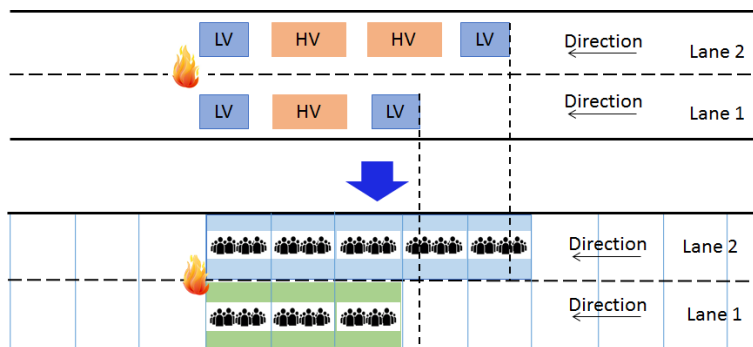 LV HV HV LV Direction Lane 2
LV HV LV Direction Lane 1
Direction Lane 2
Direction Lane 1